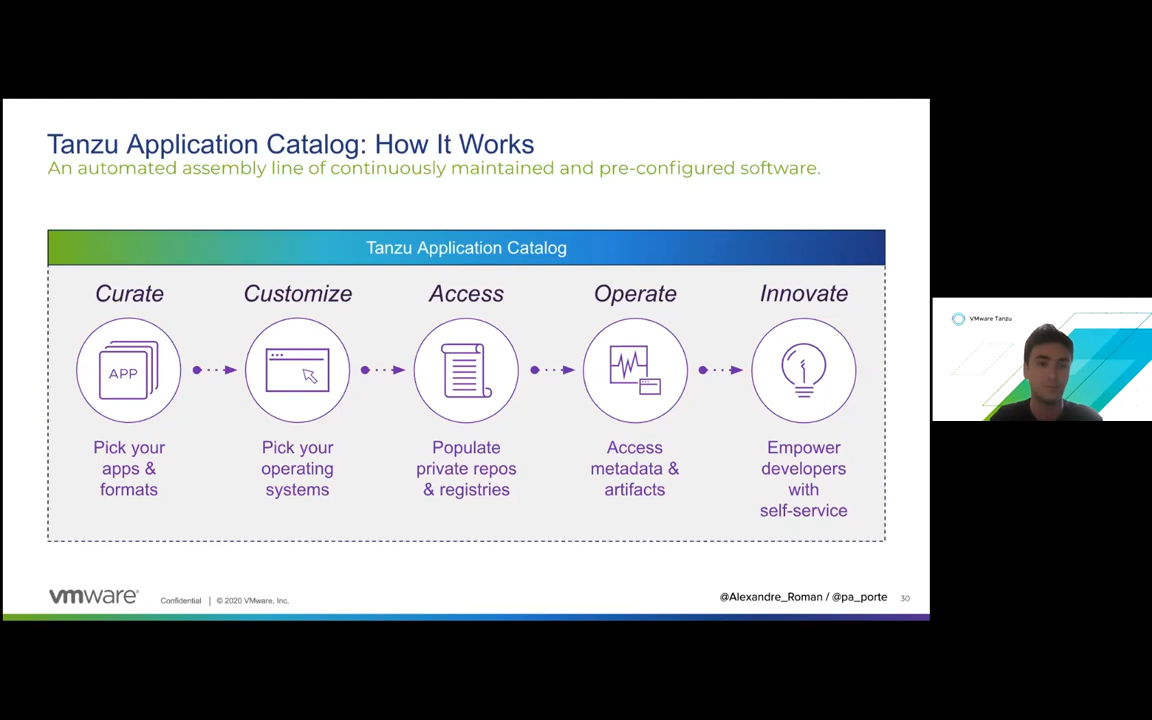 Tanzu Application Catalog: How It Works
An automated assembly line of continuously maintained and pre-configured software.
Tanzu Application Catalog
Curate
Customize
Access
Operate
Innovate
APP
Pick your
apps &
formats
Pick your
operating
systems
Populate
private repos
& registries
Access
metadata &
artifacts
Empower
developers
with
self-service
vmware®
Confidential | © 2020 VMware, Inc.
@Alexandre_Roman / @pa_porte
30
VMware Tanzu